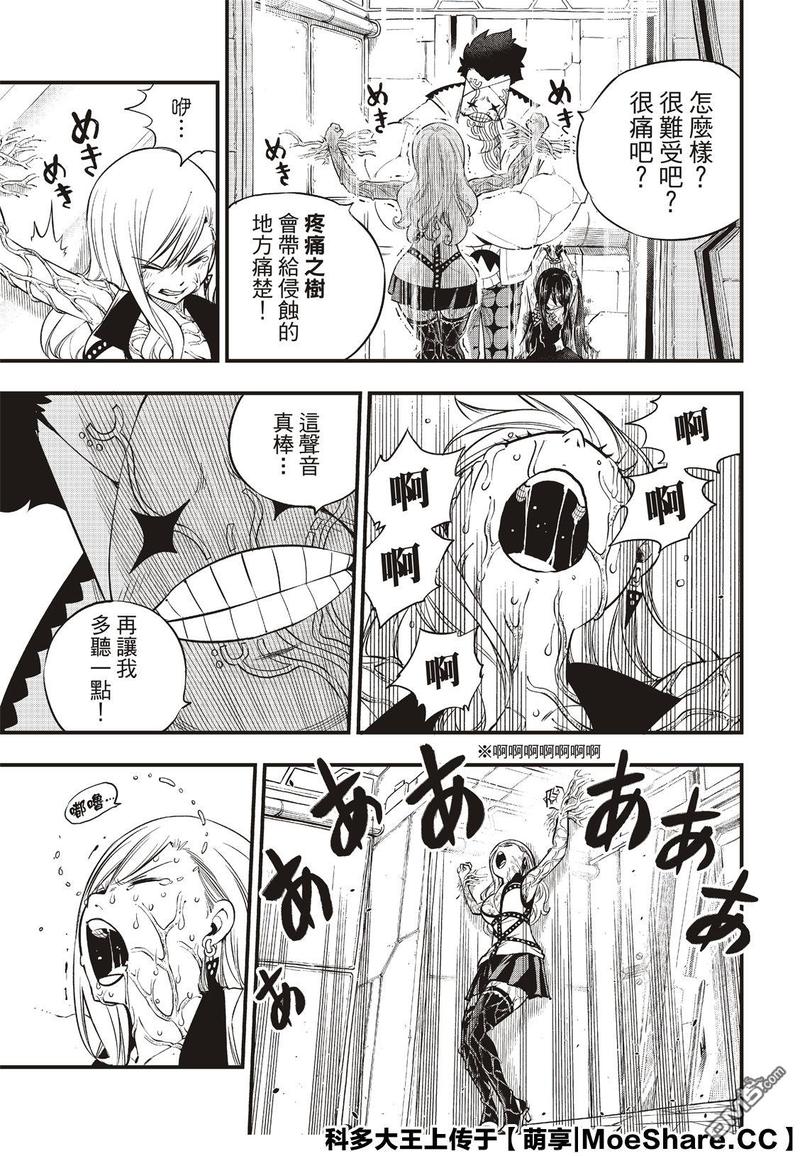 怎麼樣？
很難受吧？
很痛吧？
めき
めき
疼痛之樹
會帶給侵蝕的
地方痛楚！
咿…
めき
めき
啊
啊
啊
啊
啊
這聲音
真棒…
再讓我
多聽一點！
※啊啊啊啊啊啊啊
あ
あ
あ
あ
あ
あ
あ
あ
嘟嚕…
科多大王上传于【萌享|MoeShare.CC】